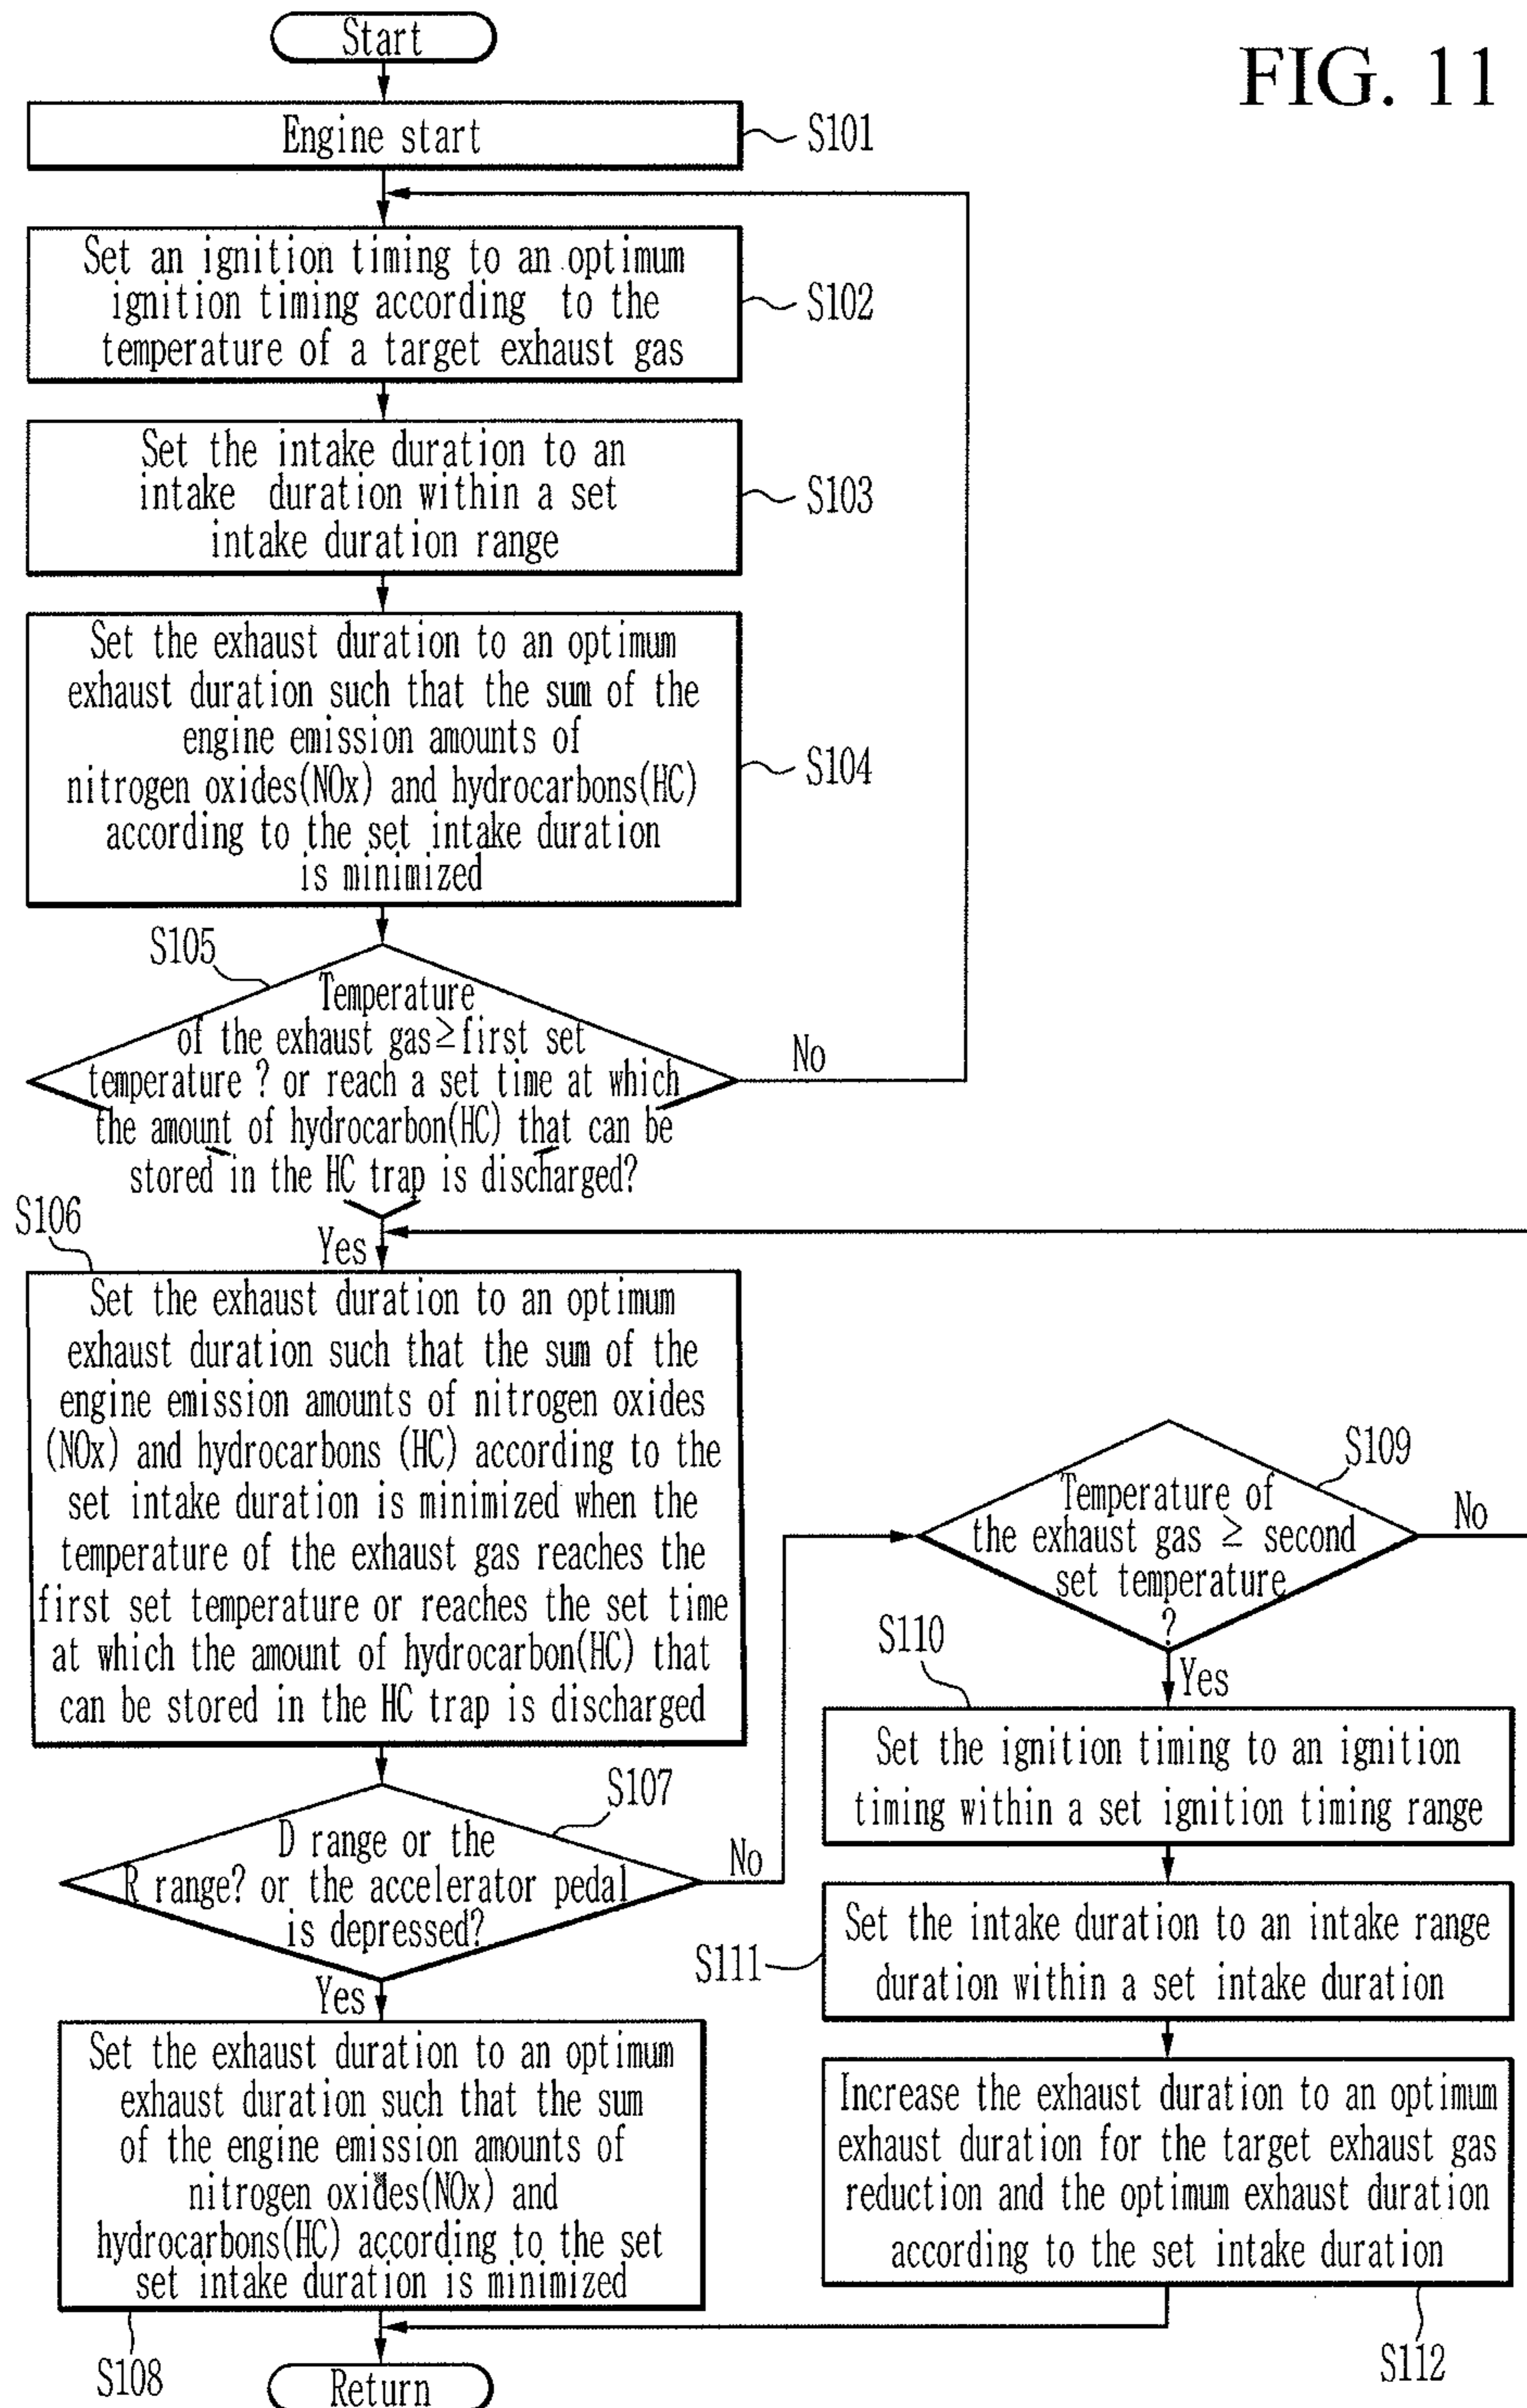 FIG. 11
Start
Engine start
S101
Set an ignition timing to an optimum
ignition timing according to the
temperature of a target exhaust gas
S102
Set the intake duration to an
intake duration within a set
intake duration range
S103
Set the exhaust duration to an optimum
exhaust duration such that the sum of the
engine emission amounts of
nitrogen oxides(NOx) and hydrocarbons(HC)
according to the set intake duration
is minimized
S104
S105
Temperature
of the exhaust gas≥first set
temperature ? or reach a set time at which
the amount of hydrocarbon(HC) that can be
stored in the HC trap is discharged?
No
Yes
S106
Set the exhaust duration to an optimum
exhaust duration such that the sum of the
engine emission amounts of nitrogen oxides
(NOx) and hydrocarbons (HC) according to the
set intake duration is minimized when the
temperature of the exhaust gas reaches the
first set temperature or reaches the set time
at which the amount of hydrocarbon(HC) that
can be stored in the HC trap is discharged
S107
D range or the
R range? or the accelerator pedal
is depressed?
No
Yes
Set the exhaust duration to an optimum
exhaust duration such that the sum
of the engine emission amounts of
nitrogen oxides(NOx) and
hydrocarbons(HC) according to the set
set intake duration is minimized
S108
Return
S109
Temperature of
the exhaust gas ≥ second
set temperature
?
No
Yes
S110
Set the ignition timing to an ignition
timing within a set ignition timing range
S111
Set the intake duration to an intake range
duration within a set intake duration
Increase the exhaust duration to an optimum
exhaust duration for the target exhaust gas
reduction and the optimum exhaust duration
according to the set intake duration
S112